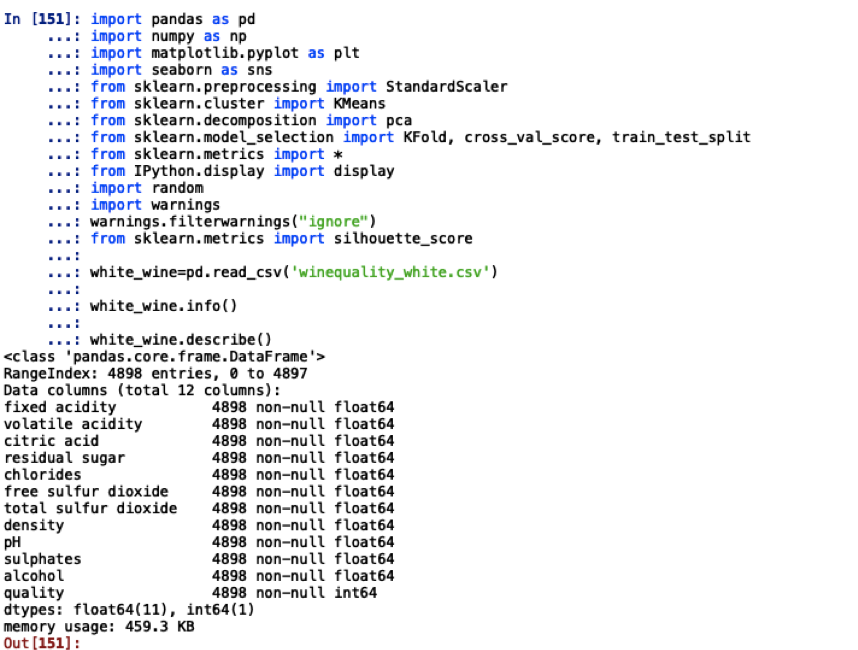 In [151]: import pandas as pd
     ...: import numpy as np
     ...: import matplotlib.pyplot as plt
     ...: import seaborn as sns
     ...: from sklearn.preprocessing import StandardScaler
     ...: from sklearn.cluster import KMeans
     ...: from sklearn.decomposition import pca
     ...: from sklearn.model_selection import KFold, cross_val_score, train_test_split
     ...: from sklearn.metrics import *
     ...: from IPython.display import display
     ...: import random
     ...: import warnings
     ...: warnings.filterwarnings("ignore")
     ...: from sklearn.metrics import silhouette_score
     ...:
     ...: white_wine=pd.read_csv('winequality_white.csv')
     ...:
     ...: white_wine.info()
     ...:
     ...: white_wine.describe()
<class 'pandas.core.frame.DataFrame'>
RangeIndex: 4898 entries, 0 to 4897
Data columns (total 12 columns):
fixed acidity           4898 non-null float64
volatile acidity        4898 non-null float64
citric acid             4898 non-null float64
residual sugar          4898 non-null float64
chlorides               4898 non-null float64
free sulfur dioxide     4898 non-null float64
total sulfur dioxide    4898 non-null float64
density                 4898 non-null float64
pH                      4898 non-null float64
sulphates               4898 non-null float64
alcohol                 4898 non-null float64
quality                 4898 non-null int64
dtypes: float64(11), int64(1)
memory usage: 459.3 KB
Out[151]: